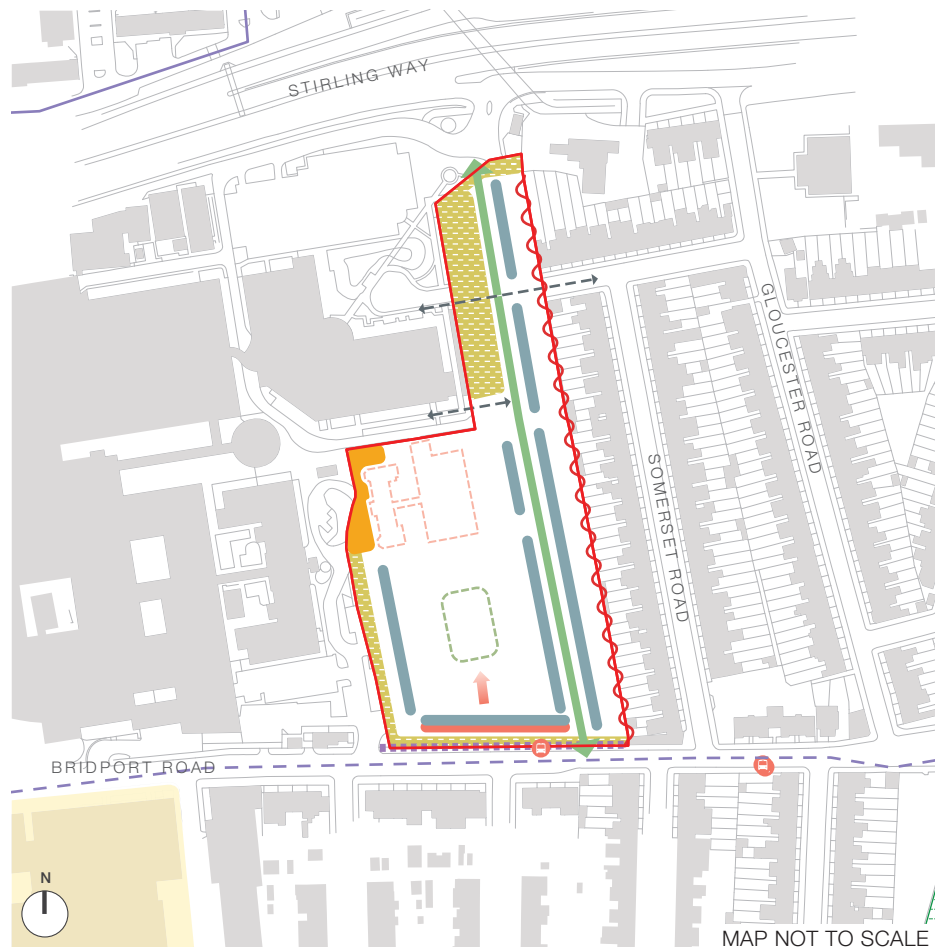 STIRLING WAY
GLOUCESTER ROAD
SOMERSET ROAD
BRIDPORT ROAD
N
MAP NOT TO SCALE